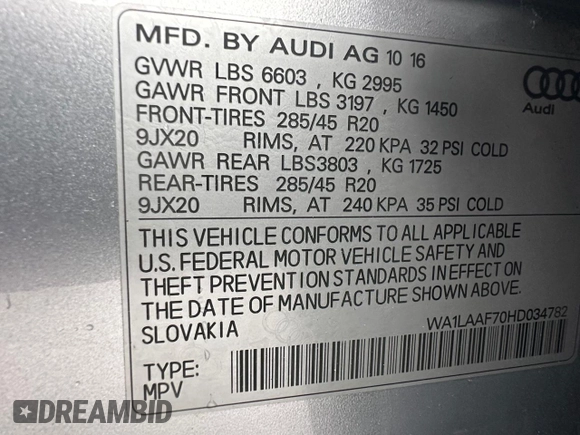 MFD. BY AUDI AG 10 16
GVWR LBS 6603 , KG 2995
GAWR FRONT LBS 3197 , KG 1450
FRONT-TIRES 285/45 R20
9JX20 RIMS, AT 220 KPA 32 PSI COLD
GAWR REAR LBS3803 , KG 1725
REAR-TIRES 285/45 R20
9JX20 RIMS, AT 240 KPA 35 PSI COLD
Audi
THIS VEHICLE CONFORMS TO ALL APPLICABLE
U.S. FEDERAL MOTOR VEHICLE SAFETY AND
THEFT PREVENTION STANDARDS IN EFFECT ON
THE DATE OF MANUFACTURE SHOWN ABOVE.
SLOVAKIA
WA1LAAF70HD034782
TYPE:
MPV
DREAMBID